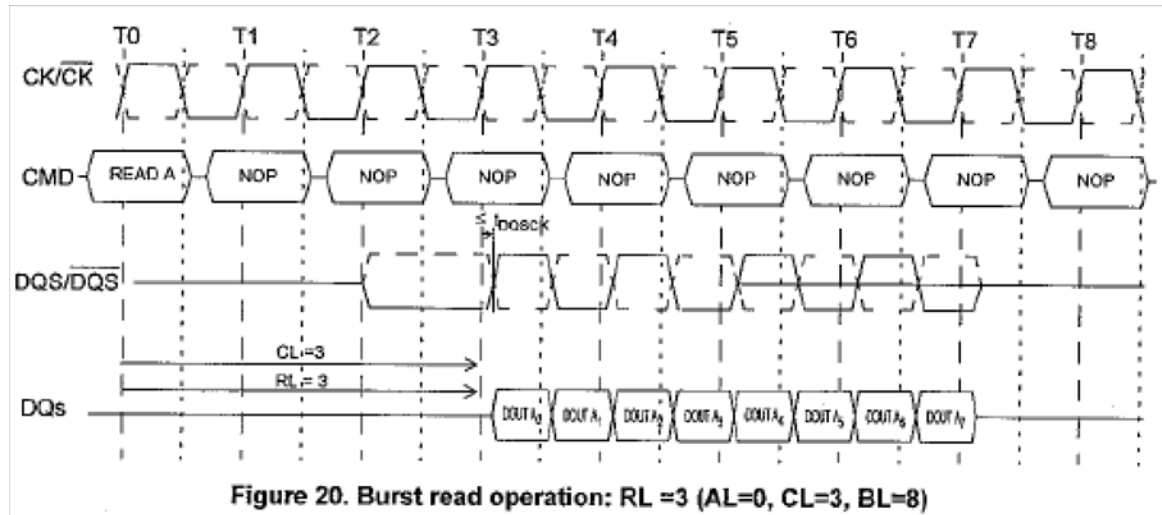 T0 T1 T2 T3 T4 T5 T6 T7 T8
CK/CK
CMD READ A NOP NOP NOP NOP NOP NOP NOP NOP
tDQSCK
DQS/DQS
CL=3
RL = 3
DQs DOUT A0 DOUT A1 DOUT A2 DOUT A3 DOUT A4 DOUT A5 DOUT A6 DOUT A7
Figure 20. Burst read operation: RL =3 (AL=0, CL=3, BL=8)